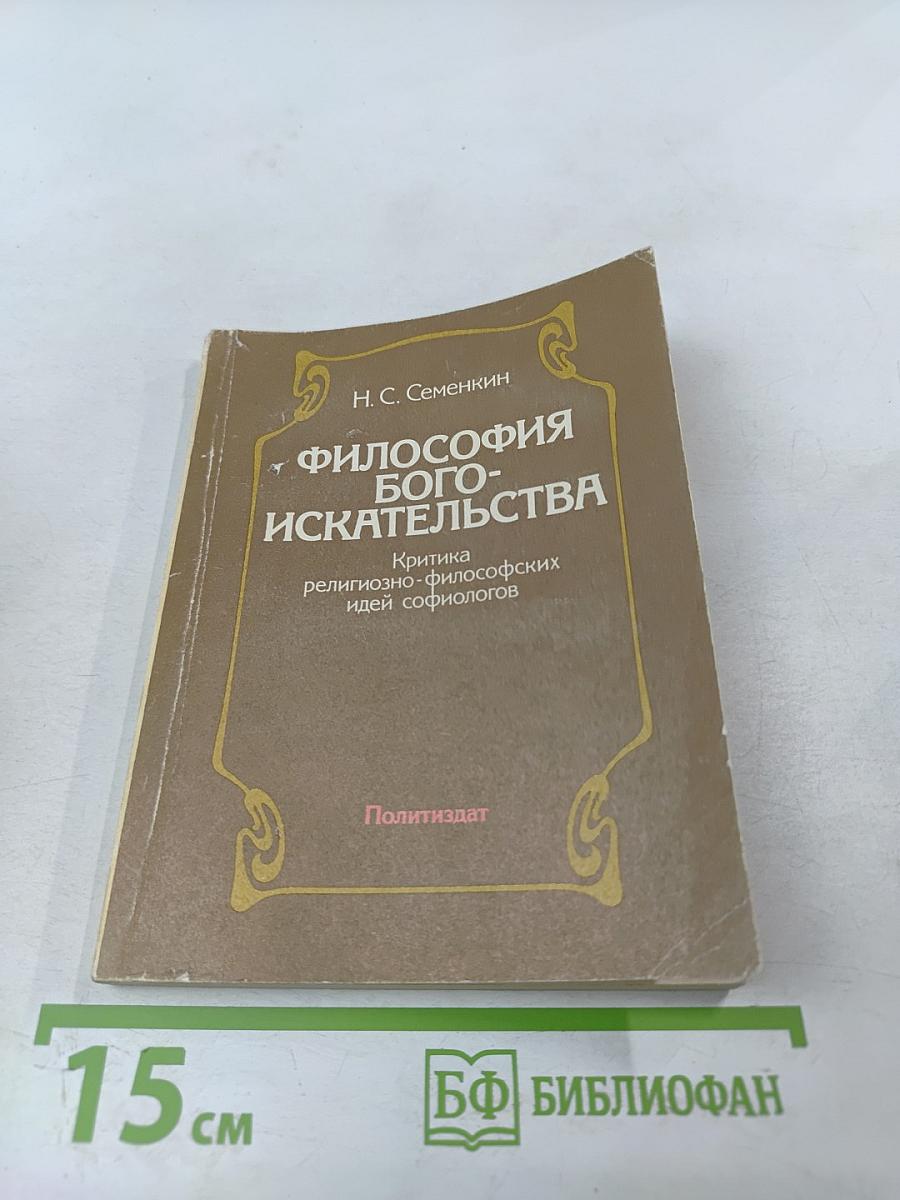 Н. С. Семенкин
ФИЛОСОФИЯ
БОГО-
ИСКАТЕЛЬСТВА
Критика
религиозно-философских
идей софиологов
Политиздат
15 см
БФ БИБЛИОФАН